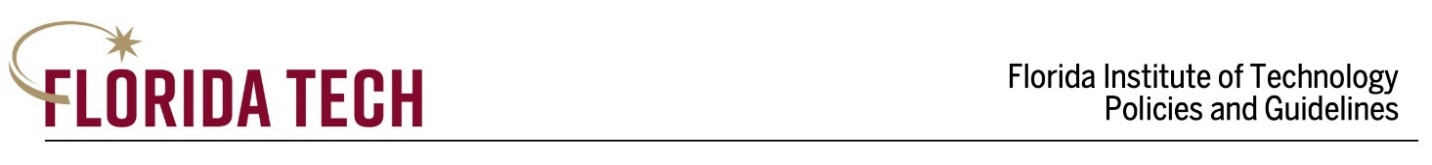 FLORIDA TECH
Florida Institute of Technology
Policies and Guidelines